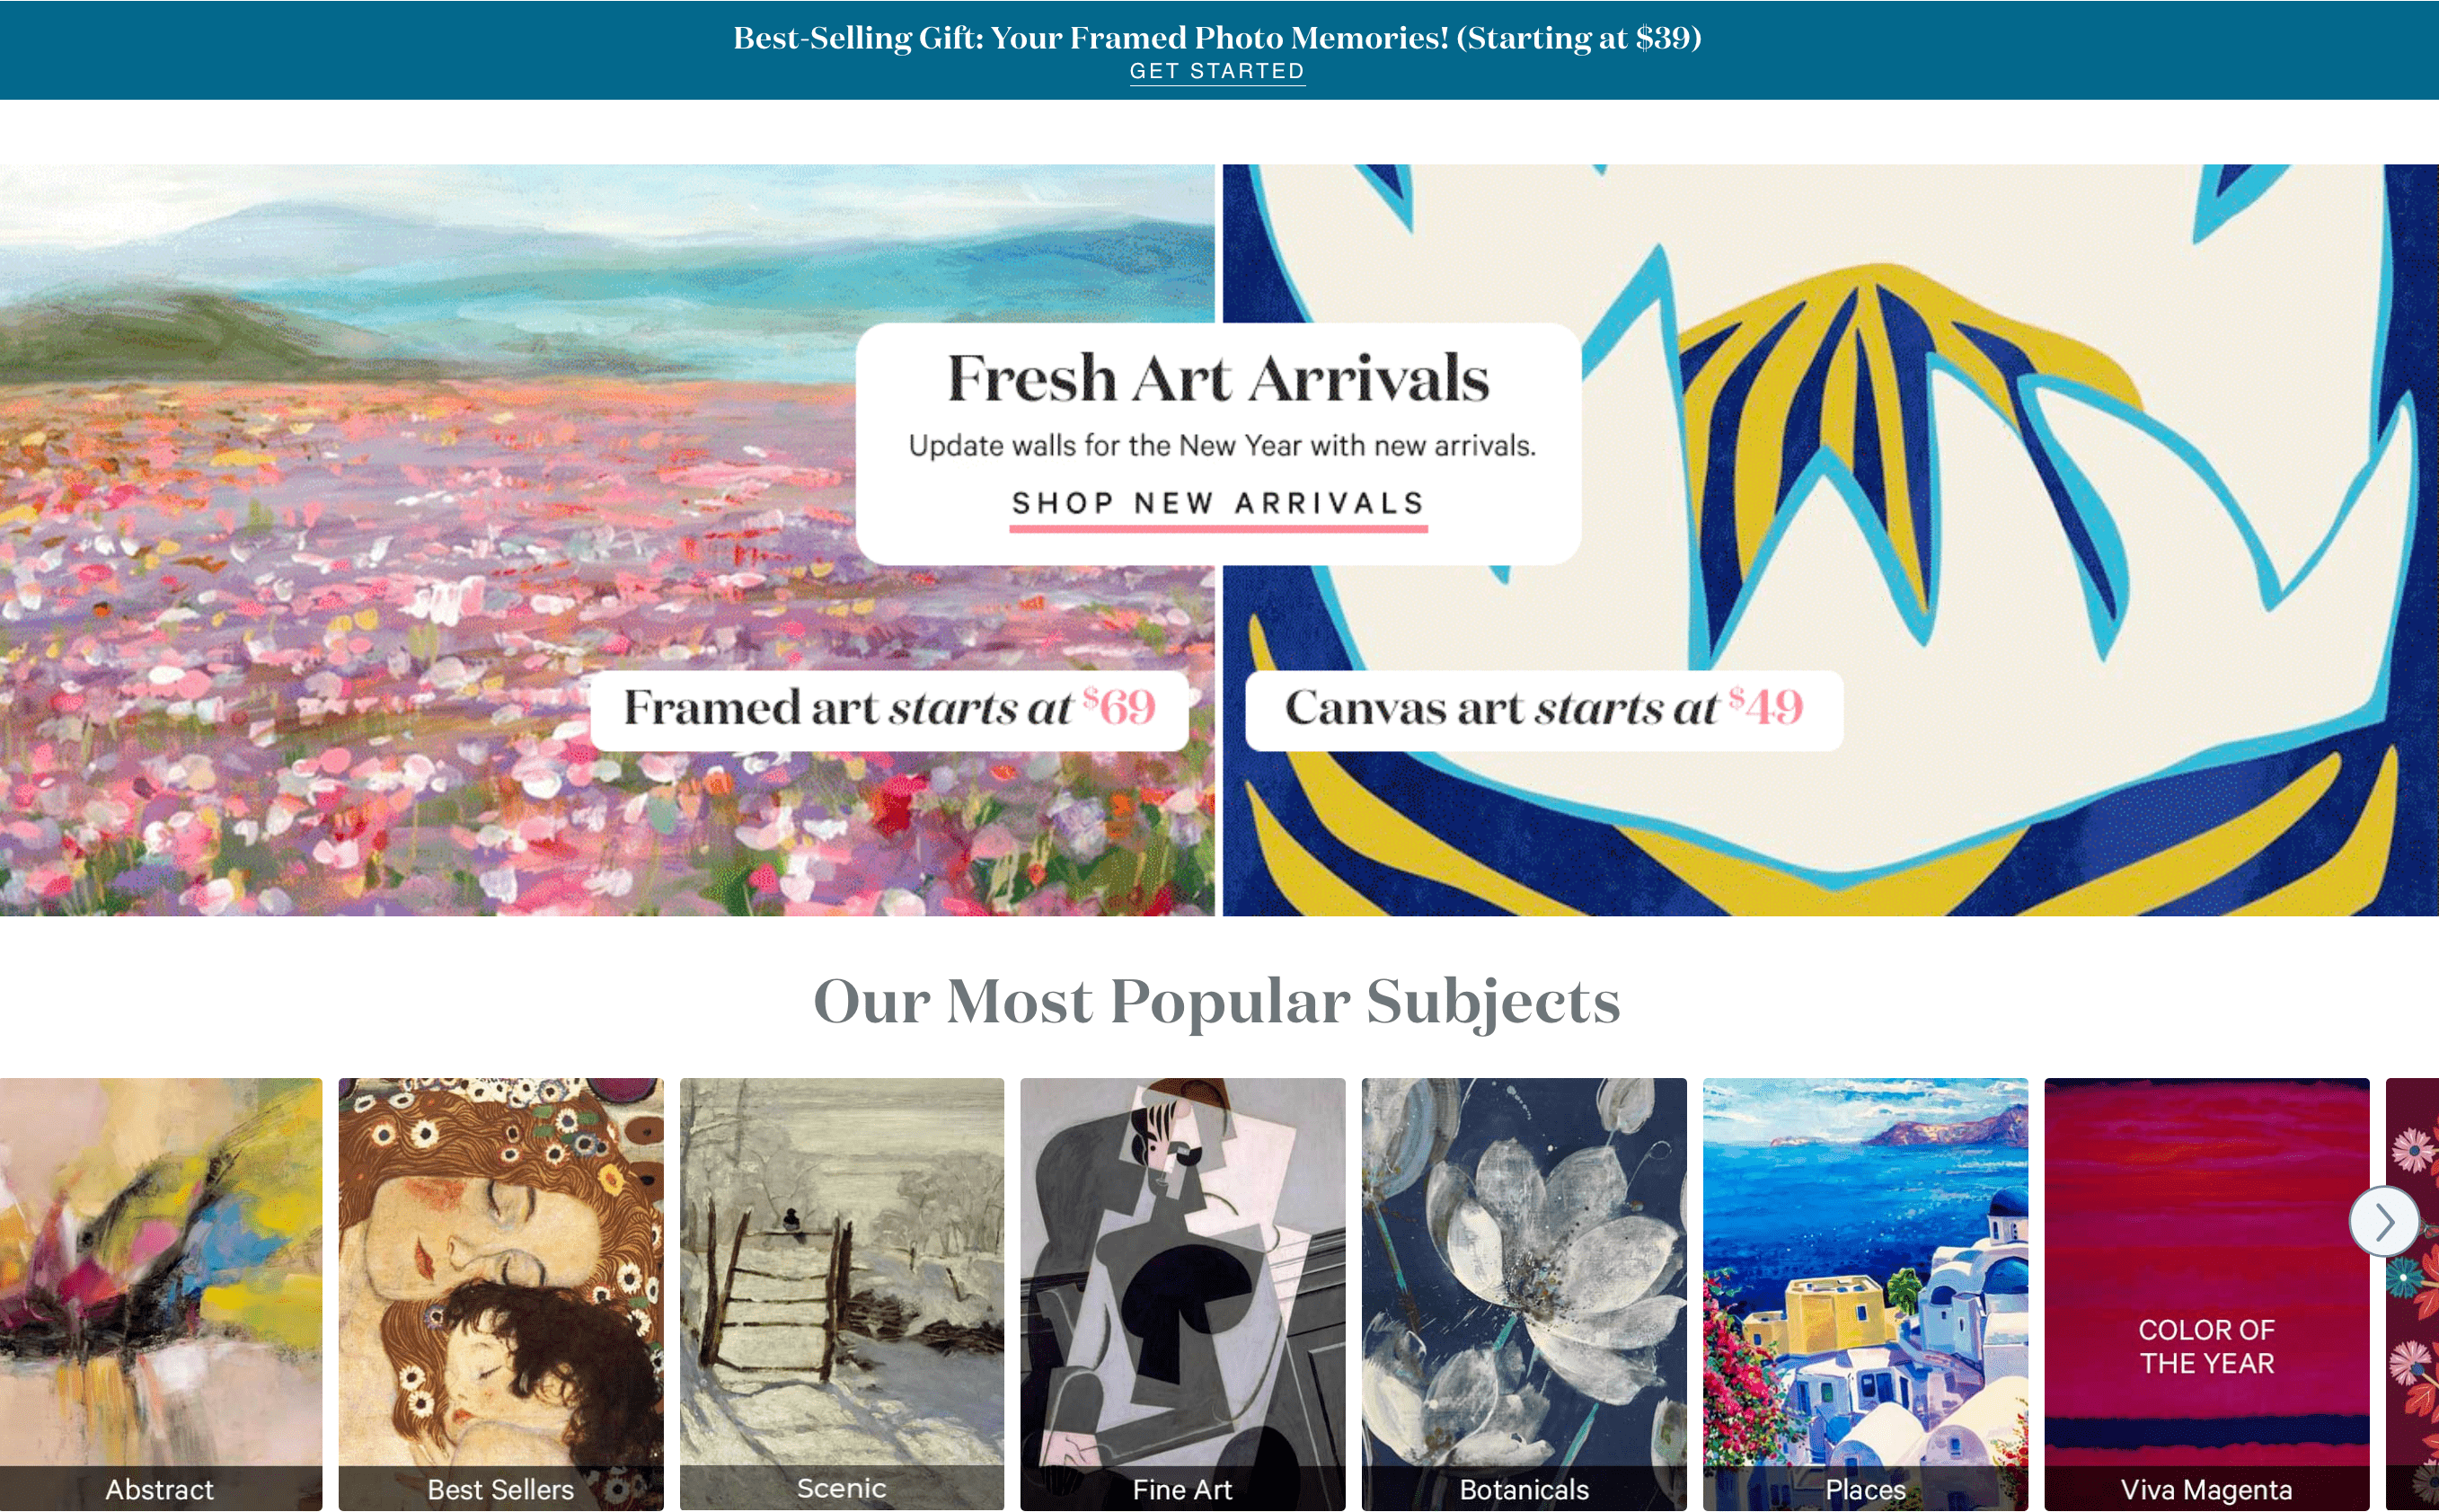 Best-Selling Gift: Your Framed Photo Memories! (Starting at $39)
GET STARTED
Fresh Art Arrivals
Update walls for the New Year with new arrivals.
SHOP NEW ARRIVALS
Framed art starts at $69
Canvas art starts at $49
Our Most Popular Subjects
Abstract
Best Sellers
Scenic
Fine Art
Botanicals
Places
COLOR OF
THE YEAR
Viva Magenta